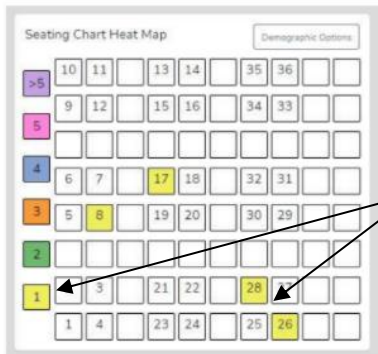 Seating Chart Heat Map
Demographic Options
>5 10 11 13 14 35 36
9 12 15 16 34 33
5
4 6 7 17 18 32 31
3 5 8 19 20 30 29
2
1 3 21 22 28 27
1 4 23 24 25 26